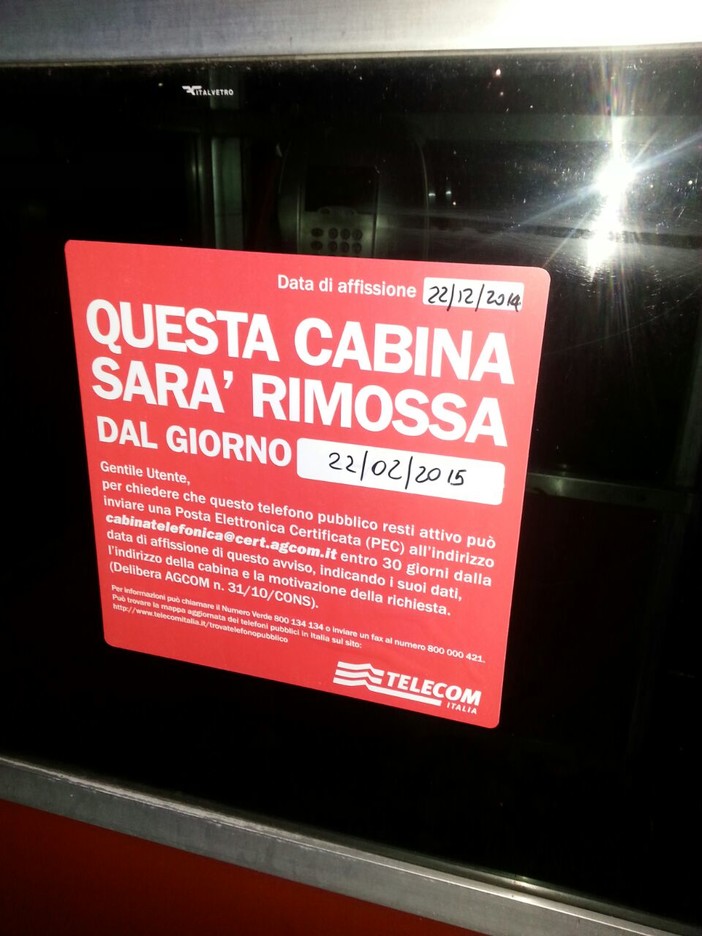 ITALVETRO
Data di affissione 22/12/2014
QUESTA CABINA
SARA' RIMOSSA
DAL GIORNO 22/02/2015
Gentile Utente,
per chiedere che questo telefono pubblico resti attivo può
inviare una Posta Elettronica Certificata (PEC) all'indirizzo
cabinatelefonica@cert.agcom.it entro 30 giorni dalla
data di affissione di questo avviso, indicando i suoi dati,
l'indirizzo della cabina e la motivazione della richiesta.
(Delibera AGCOM n. 31/10/CONS).
Per informazioni può chiamare il Numero Verde 800 134 134 o inviare un fax al numero 800 000 421.
Può trovare la mappa aggiornata dei telefoni pubblici in Italia sul sito:
http://www.telecomitalia.it/trovatelefonopubblico
TELECOM
ITALIA